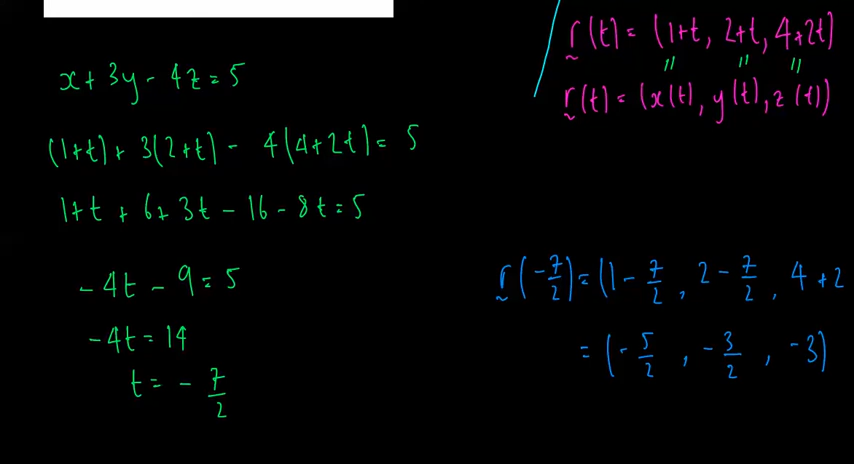 x + 3y - 4z = 5
(1+t) + 3(2+t) - 4(4+2t) = 5
1+t + 6 + 3t - 16 - 8t = 5
-4t - 9 = 5
-4t = 14
t = - 7/2
r(t) = (1+t, 2+t, 4+2t)
= = =
r(t) = (x(t), y(t), z(t))
r(-7/2) = (1 - 7/2, 2 - 7/2, 4 + 2
= (-5/2, -3/2, -3)